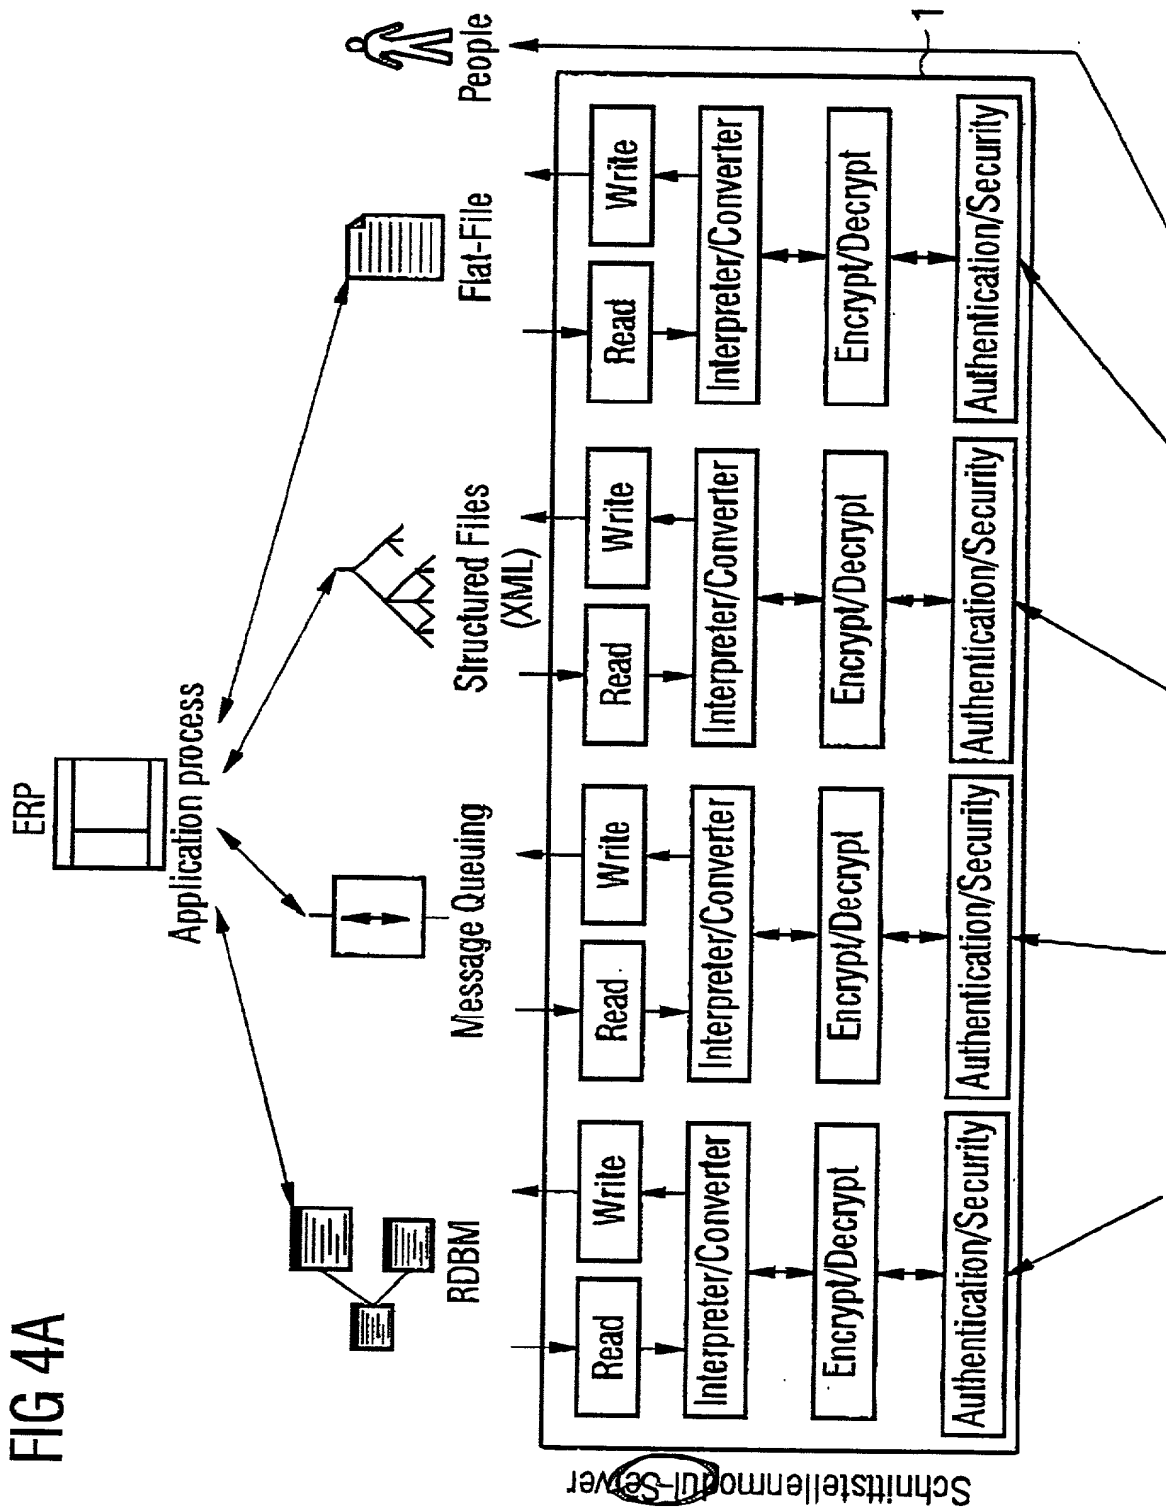 FIG 4A
ERP
Application process
RDBM
Message Queuing
Structured Files
(XML)
Flat-File
People
1
Schnittstellenmodul-Server
Read
Write
Read
Write
Read
Write
Read
Write
Interpreter/Converter
Interpreter/Converter
Interpreter/Converter
Interpreter/Converter
Encrypt/Decrypt
Encrypt/Decrypt
Encrypt/Decrypt
Encrypt/Decrypt
Authentication/Security
Authentication/Security
Authentication/Security
Authentication/Security